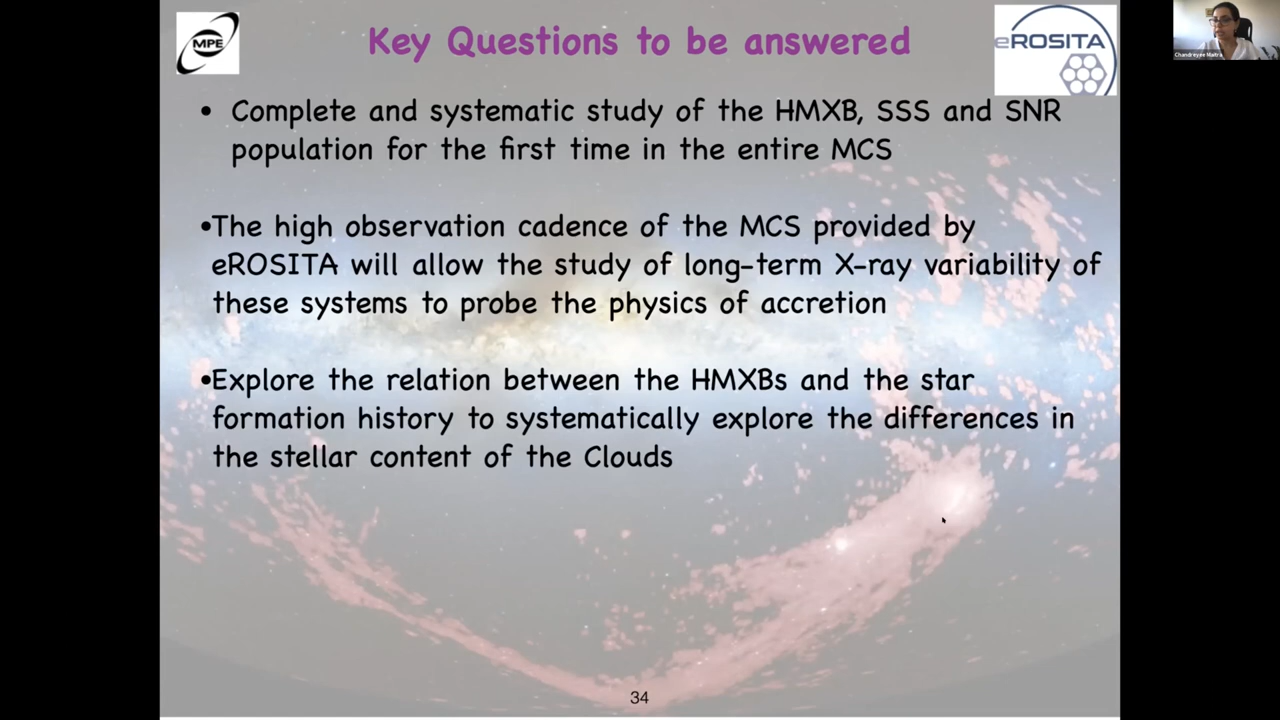 MPE
Key Questions to be answered
eROSITA
Chandreyee Maitra
• Complete and systematic study of the HMXB, SSS and SNR
population for the first time in the entire MCS
•The high observation cadence of the MCS provided by
eROSITA will allow the study of long-term X-ray variability of
these systems to probe the physics of accretion
•Explore the relation between the HMXBs and the star
formation history to systematically explore the differences in
the stellar content of the Clouds
34